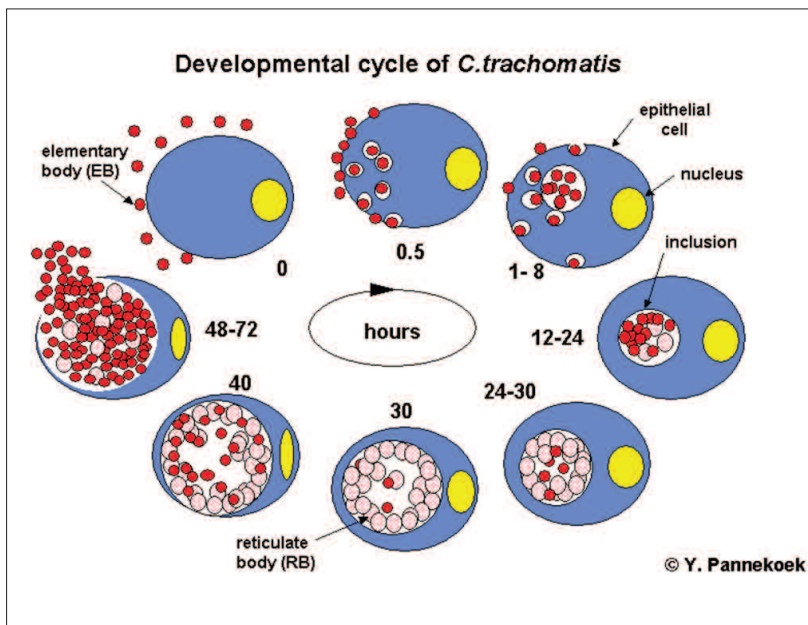 Developmental cycle of C.trachomatis
elementary
body (EB)
epithelial
cell
nucleus
inclusion
0
0.5
1- 8
48-72
hours
12-24
40
30
24-30
reticulate
body (RB)
© Y. Pannekoek